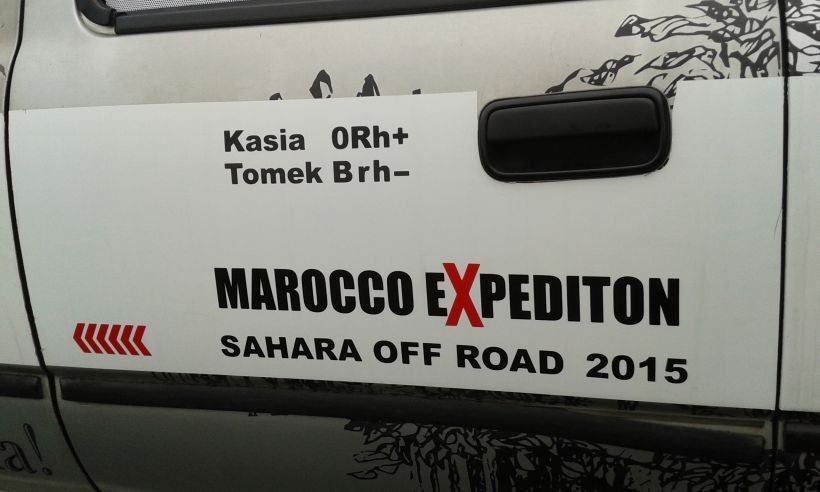 Kasia 0Rh+
Tomek Brh-
MAROCCO EXPEDITON
SAHARA OFF ROAD 2015
a!